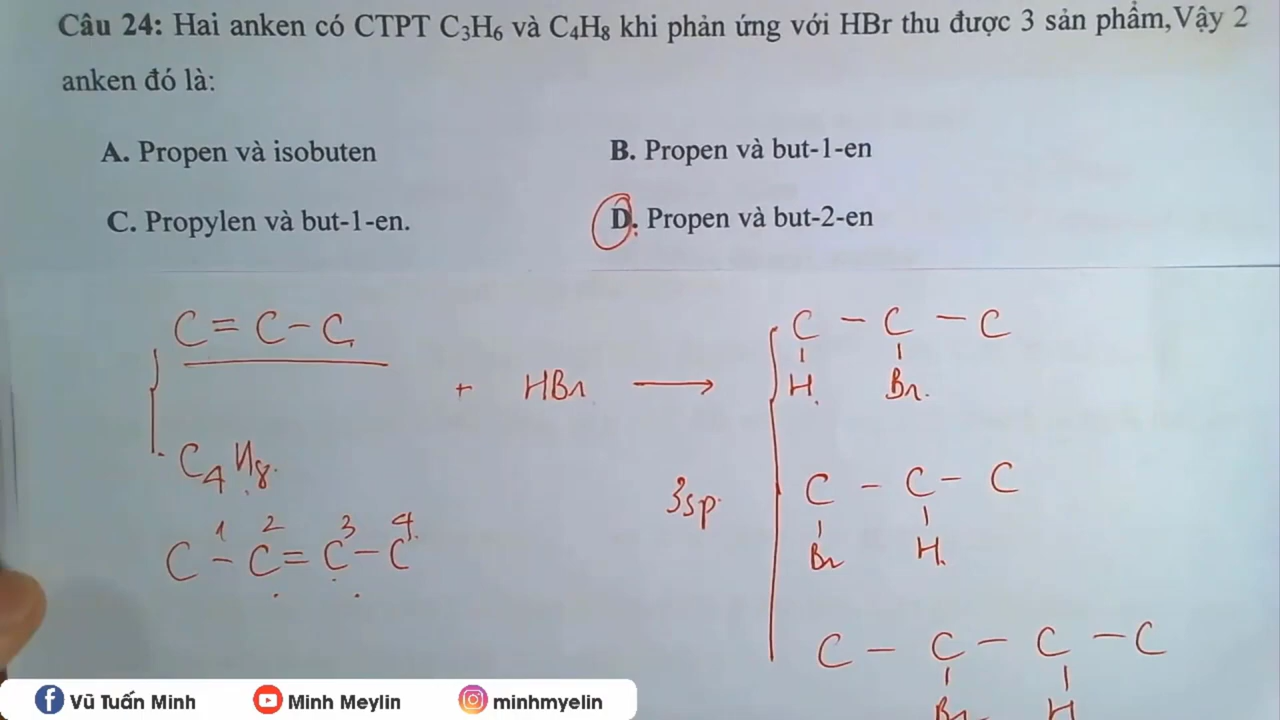 Câu 24: Hai anken có CTPT C₃H₆ và C₄H₈ khi phản ứng với HBr thu được 3 sản phẩm,Vậy 2
anken đó là:
A. Propen và isobuten
B. Propen và but-1-en
C. Propylen và but-1-en.
D. Propen và but-2-en
C = C - C
C₄H₈
1 2 3 4
C - C = C - C
+ HBr →
3sp
C - C - C
H Br
C - C - C
Br H
C - C - C - C
Br H
Vũ Tuấn Minh
Minh Meylin
minhmyelin